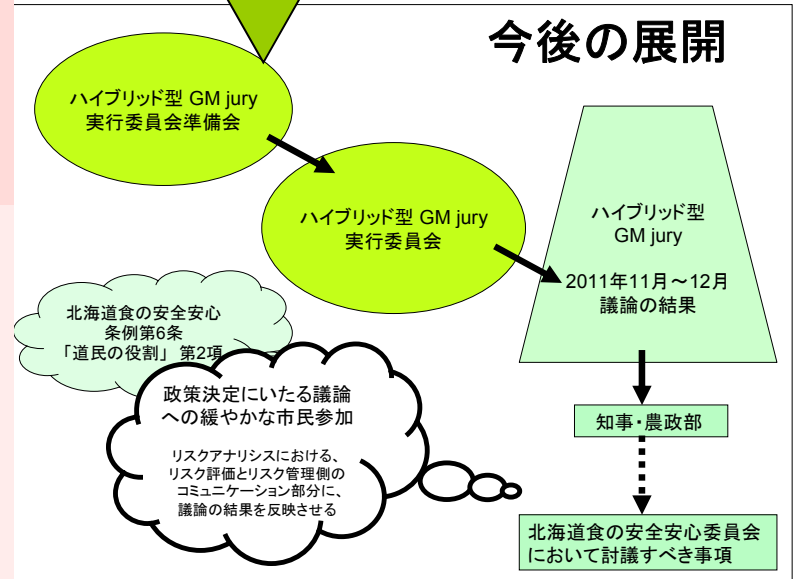 今後の展開
ハイブリッド型 GM jury
実行委員会準備会
ハイブリッド型 GM jury
実行委員会
ハイブリッド型
GM jury
2011年11月～12月
議論の結果
北海道食の安全安心
条例第6条
「道民の役割」 第2項
政策決定にいたる議論
への緩やかな市民参加
リスクアナリシスにおける、
リスク評価とリスク管理側の
コミュニケーション部分に、
議論の結果を反映させる
知事・農政部
北海道食の安全安心委員会
において討議すべき事項